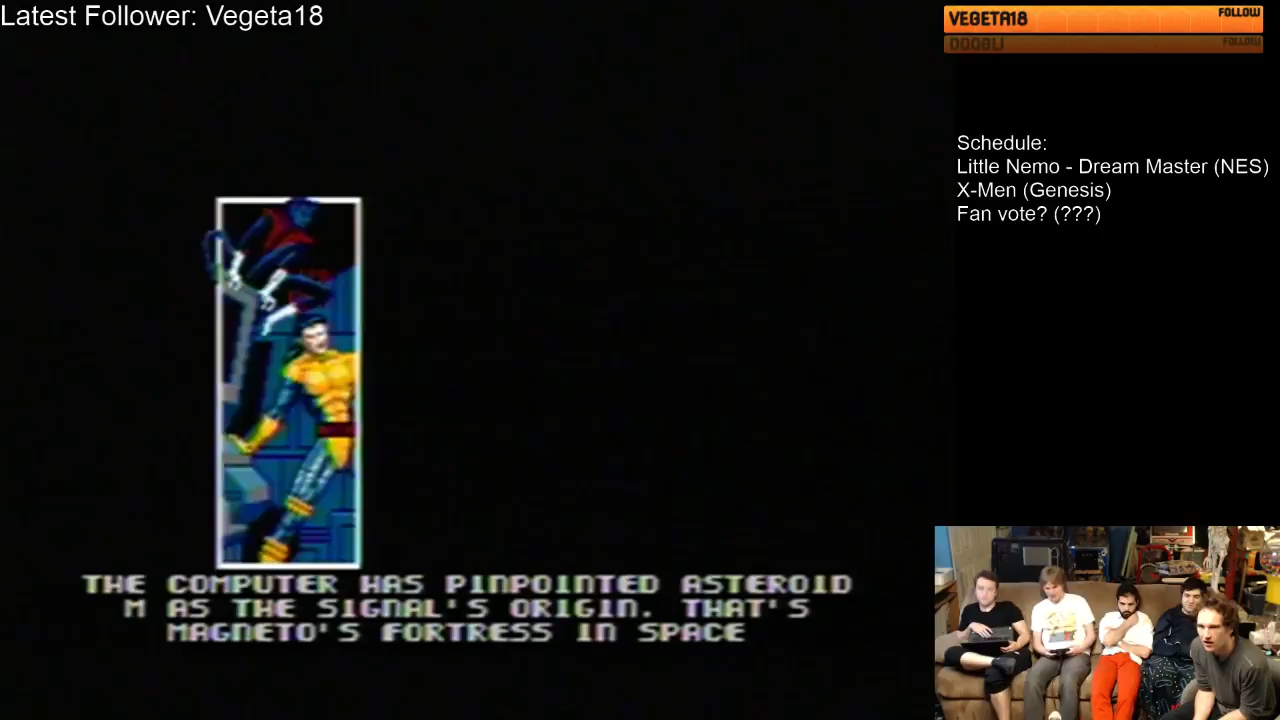 Latest Follower: Vegeta18
VEGETA18 FOLLOW
ODOBLI FOLLOW
Schedule:
Little Nemo - Dream Master (NES)
X-Men (Genesis)
Fan vote? (???)
THE COMPUTER HAS PINPOINTED ASTEROID
M AS THE SIGNAL'S ORIGIN. THAT'S
MAGNETO'S FORTRESS IN SPACE